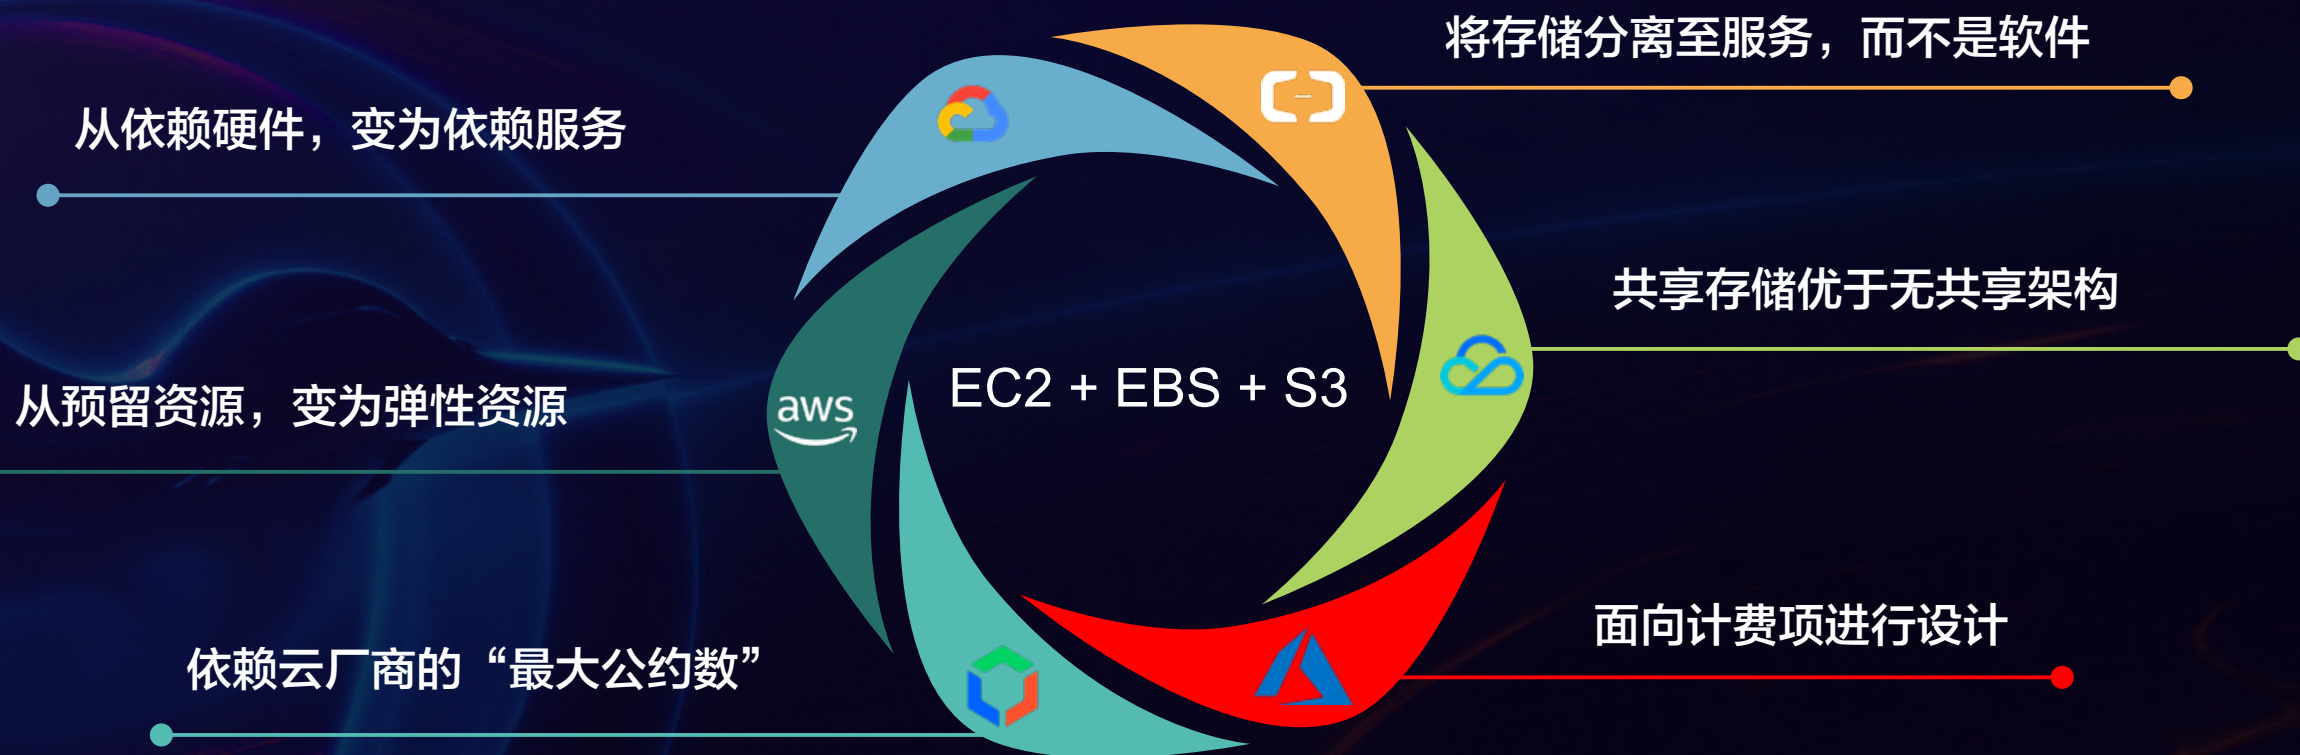 将存储分离至服务，而不是软件
从依赖硬件，变为依赖服务
共享存储优于无共享架构
EC2 + EBS + S3
从预留资源，变为弹性资源
aws
面向计费项进行设计
依赖云厂商的“最大公约数”